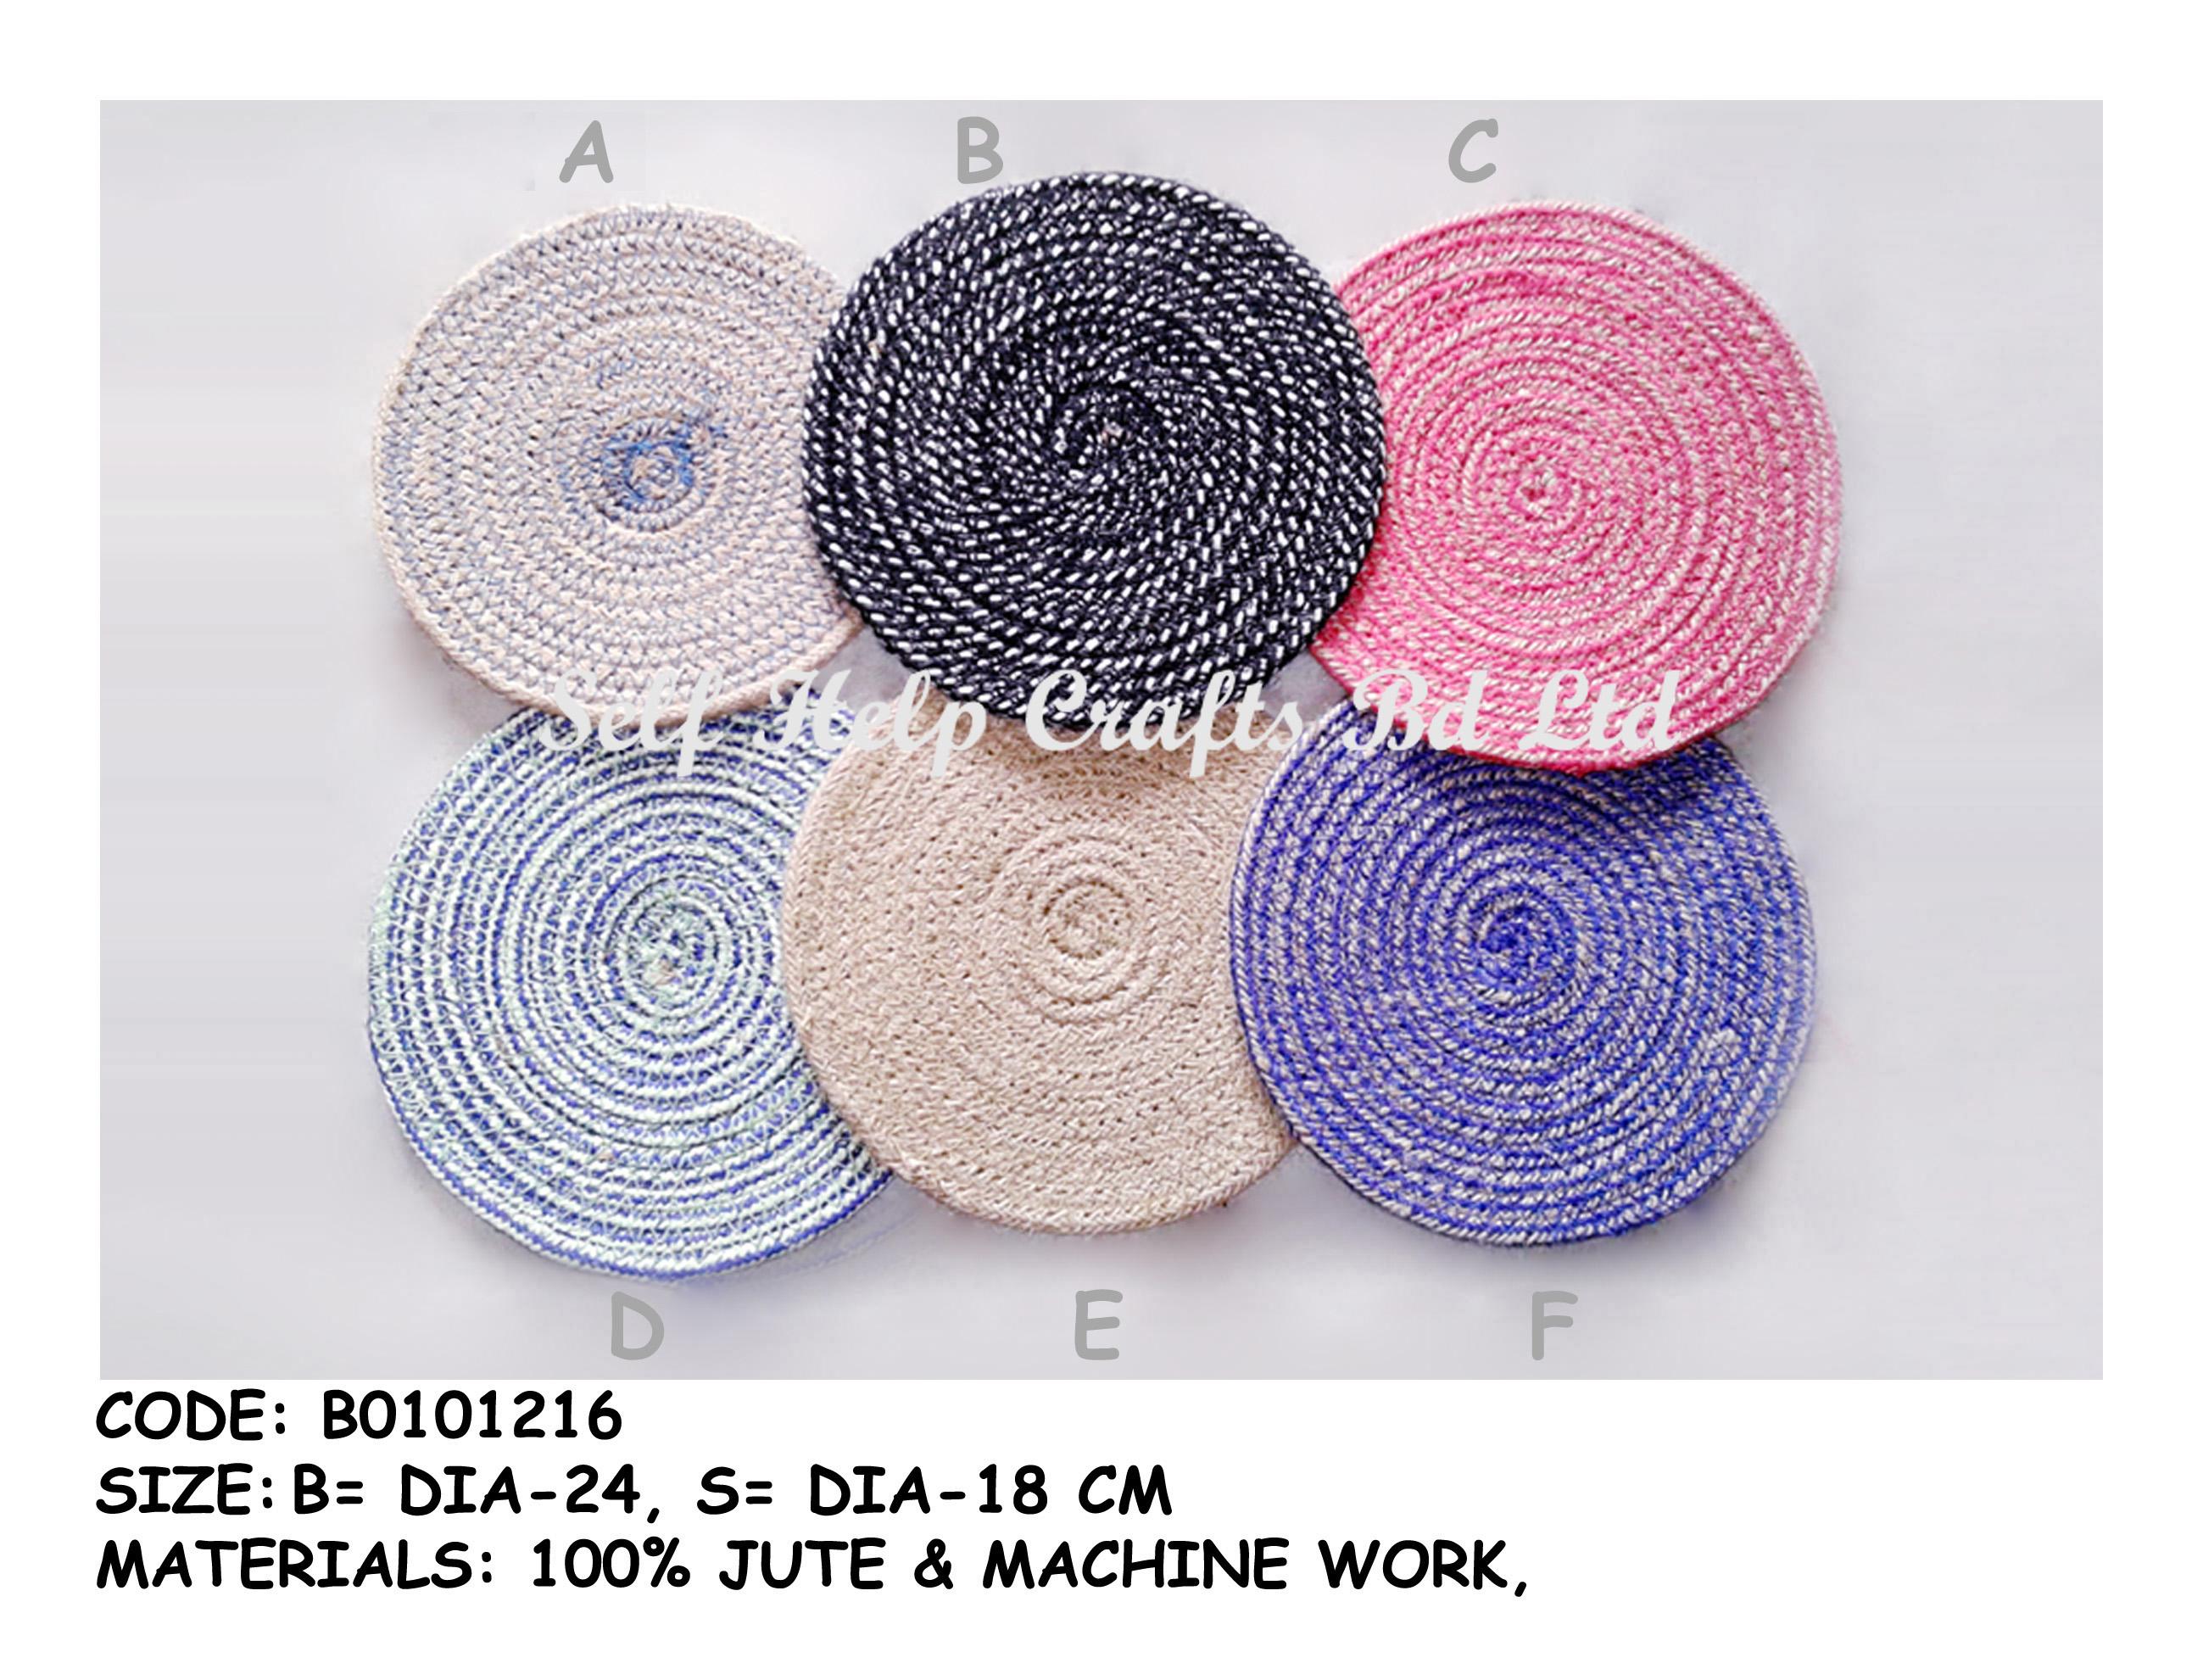 A B C
Self Help Crafts Bd Ltd
D E F
CODE: B0101216
SIZE: B= DIA-24, S= DIA-18 CM
MATERIALS: 100% JUTE & MACHINE WORK,